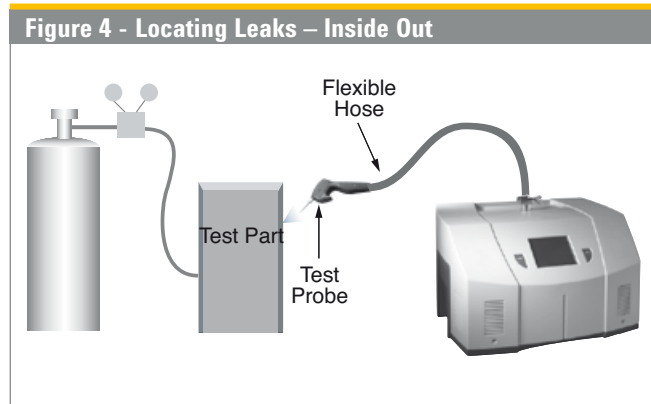 Figure 4 - Locating Leaks – Inside Out
Flexible
Hose
Test Part
Test
Probe